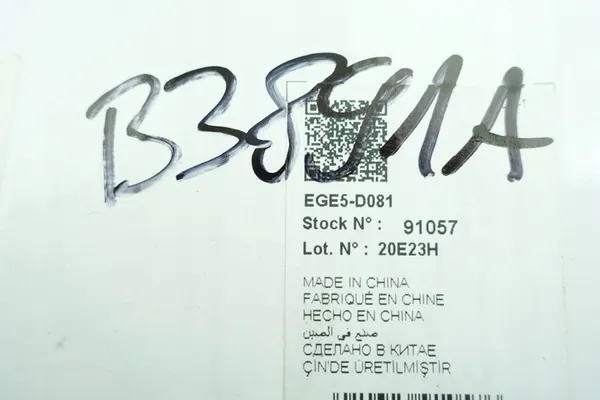 B3891A
EGE5-D081
Stock N° : 91057
Lot. N° : 20E23H
MADE IN CHINA
FABRIQUÉ EN CHINE
HECHO EN CHINA
صنع في الصين
СДЕЛАНО В КИТАЕ
ÇİN'DE ÜRETİLMİŞTİR